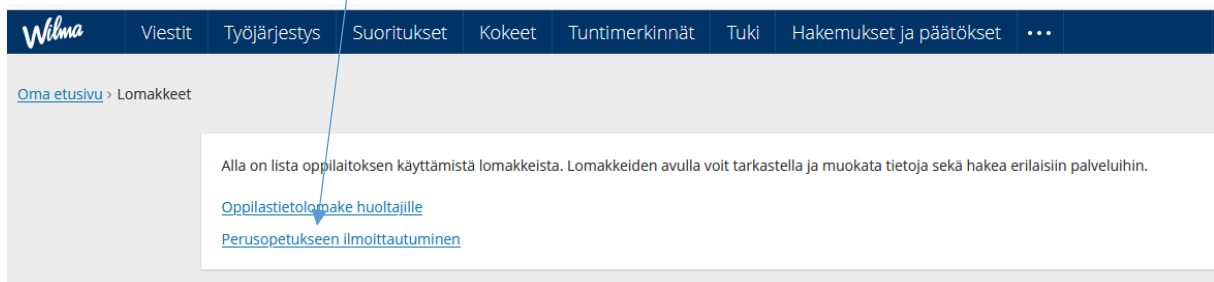 Wilma Viestit Työjärjestys Suoritukset Kokeet Tuntimerkinnät Tuki Hakemukset ja päätökset •••
Oma etusivu › Lomakkeet
Alla on lista oppilaitoksen käyttämistä lomakkeista. Lomakkeiden avulla voit tarkastella ja muokata tietoja sekä hakea erilaisiin palveluihin.
Oppilastietolomake huoltajille
Perusopetukseen ilmoittautuminen